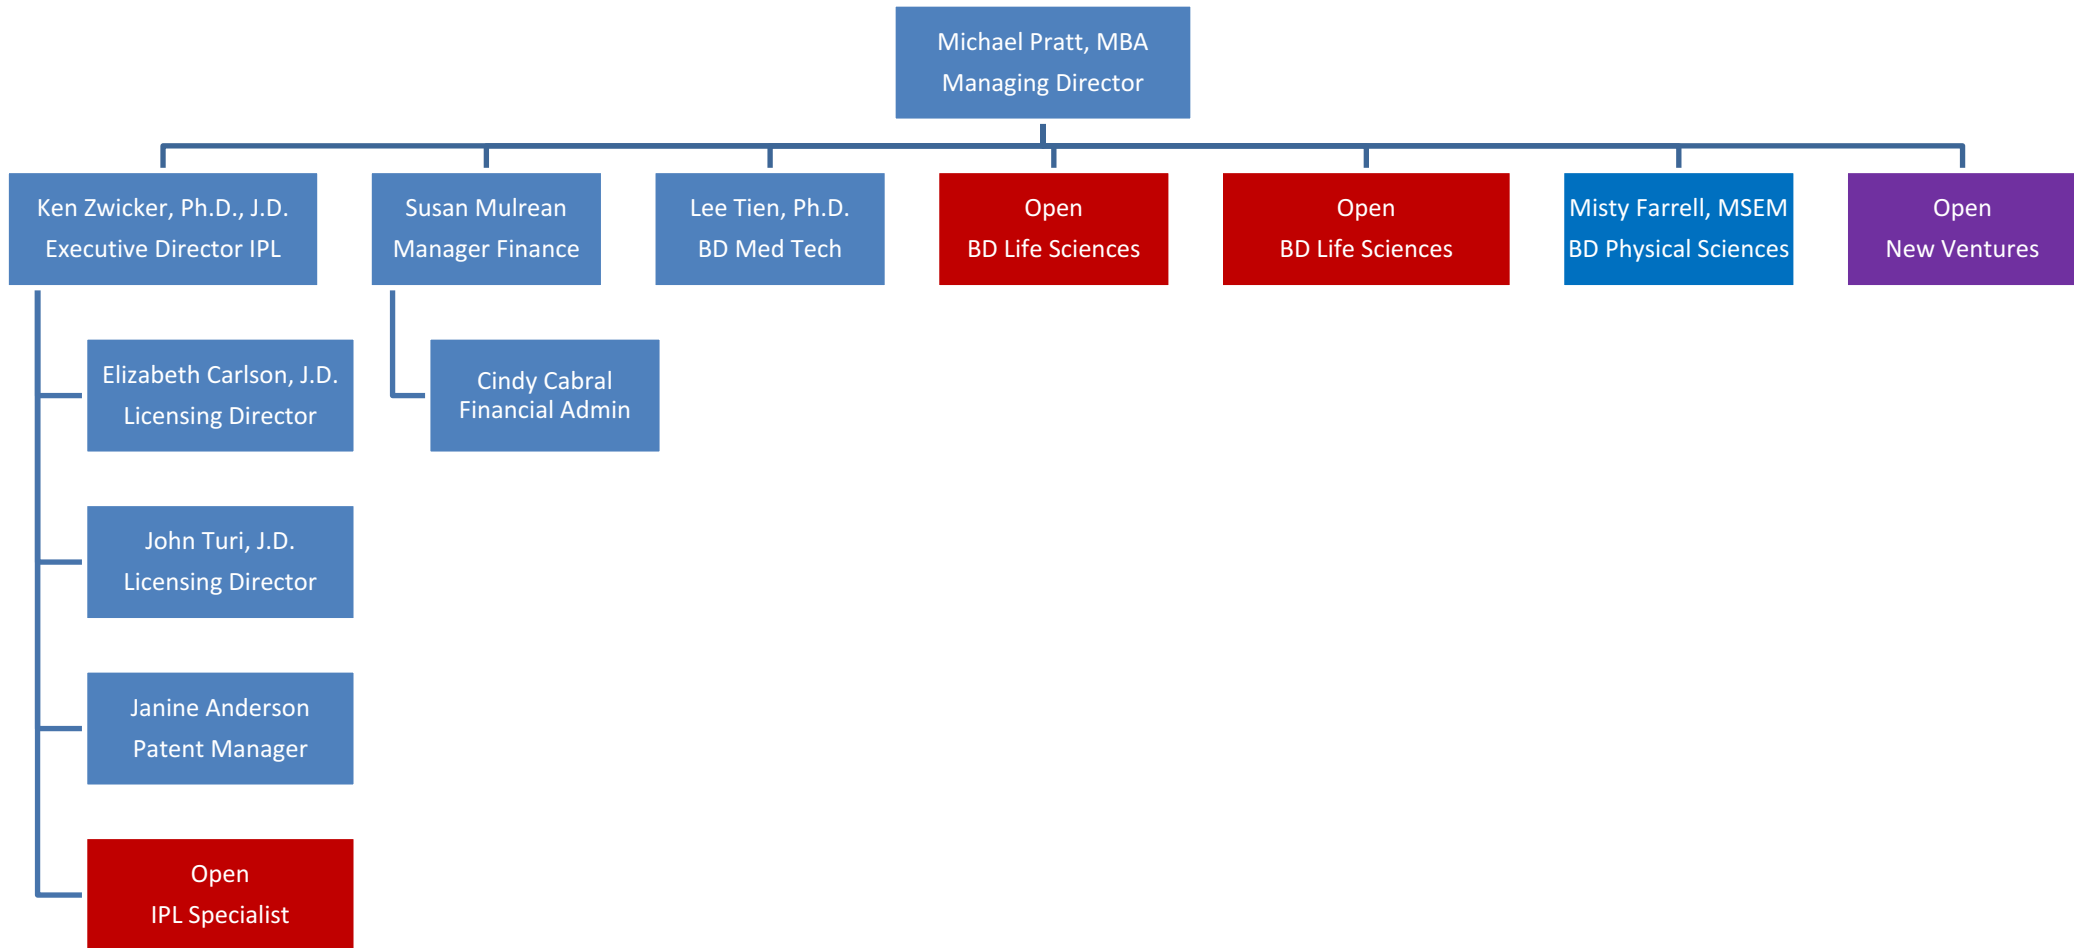 Michael Pratt, MBA
Managing Director
Ken Zwicker, Ph.D., J.D.
Executive Director IPL
Susan Mulrean
Manager Finance
Lee Tien, Ph.D.
BD Med Tech
Open
BD Life Sciences
Open
BD Life Sciences
Misty Farrell, MSEM
BD Physical Sciences
Open
New Ventures
Elizabeth Carlson, J.D.
Licensing Director
Cindy Cabral
Financial Admin
John Turi, J.D.
Licensing Director
Janine Anderson
Patent Manager
Open
IPL Specialist